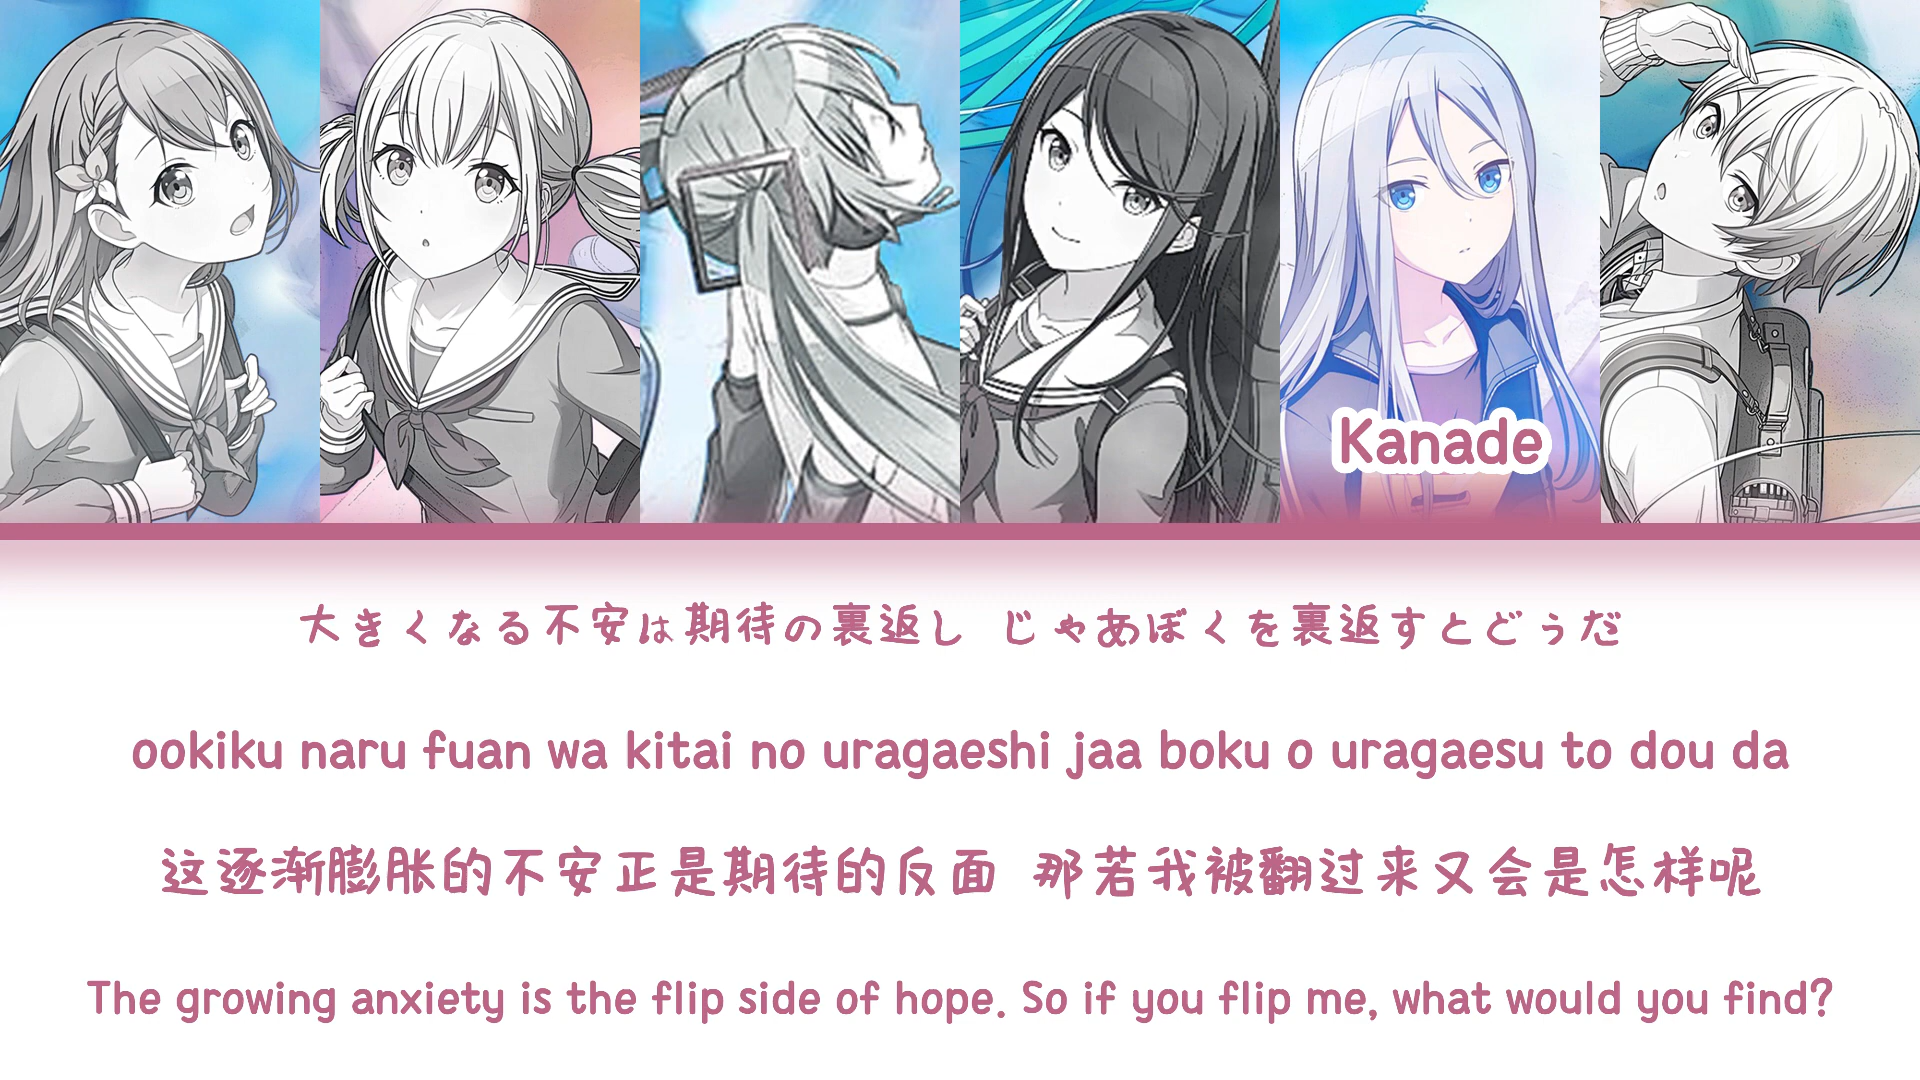 Kanade
大きくなる不安は期待の裏返し じゃあぼくを裏返すとどぅだ
ookiku naru fuan wa kitai no uragaeshi jaa boku o uragaesu to dou da
这逐渐膨胀的不安正是期待的反面 那若我被翻过来又会是怎样呢
The growing anxiety is the flip side of hope. So if you flip me, what would you find?